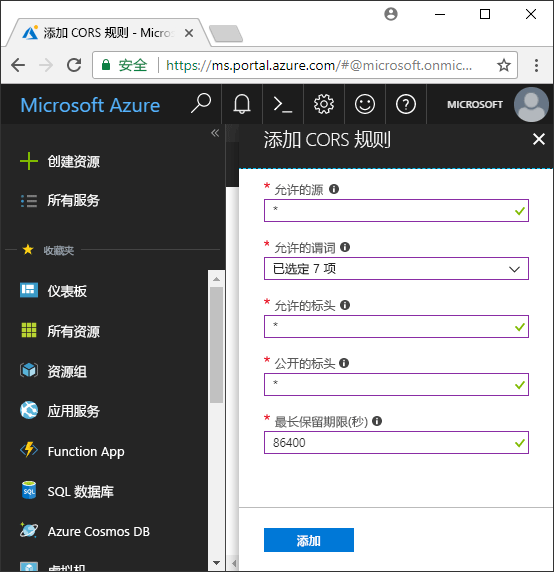 添加 CORS 规则 - Micros
安全 https://ms.portal.azure.com/#@microsoft.onmic...
Microsoft Azure
MICROSOFT
添加 CORS 规则
创建资源
所有服务
收藏夹
仪表板
所有资源
资源组
应用服务
Function App
SQL 数据库
Azure Cosmos DB
虚拟机
* 允许的源
*
* 允许的谓词
已选定 7 项
* 允许的标头
*
* 公开的标头
*
* 最长保留期限(秒)
86400
添加